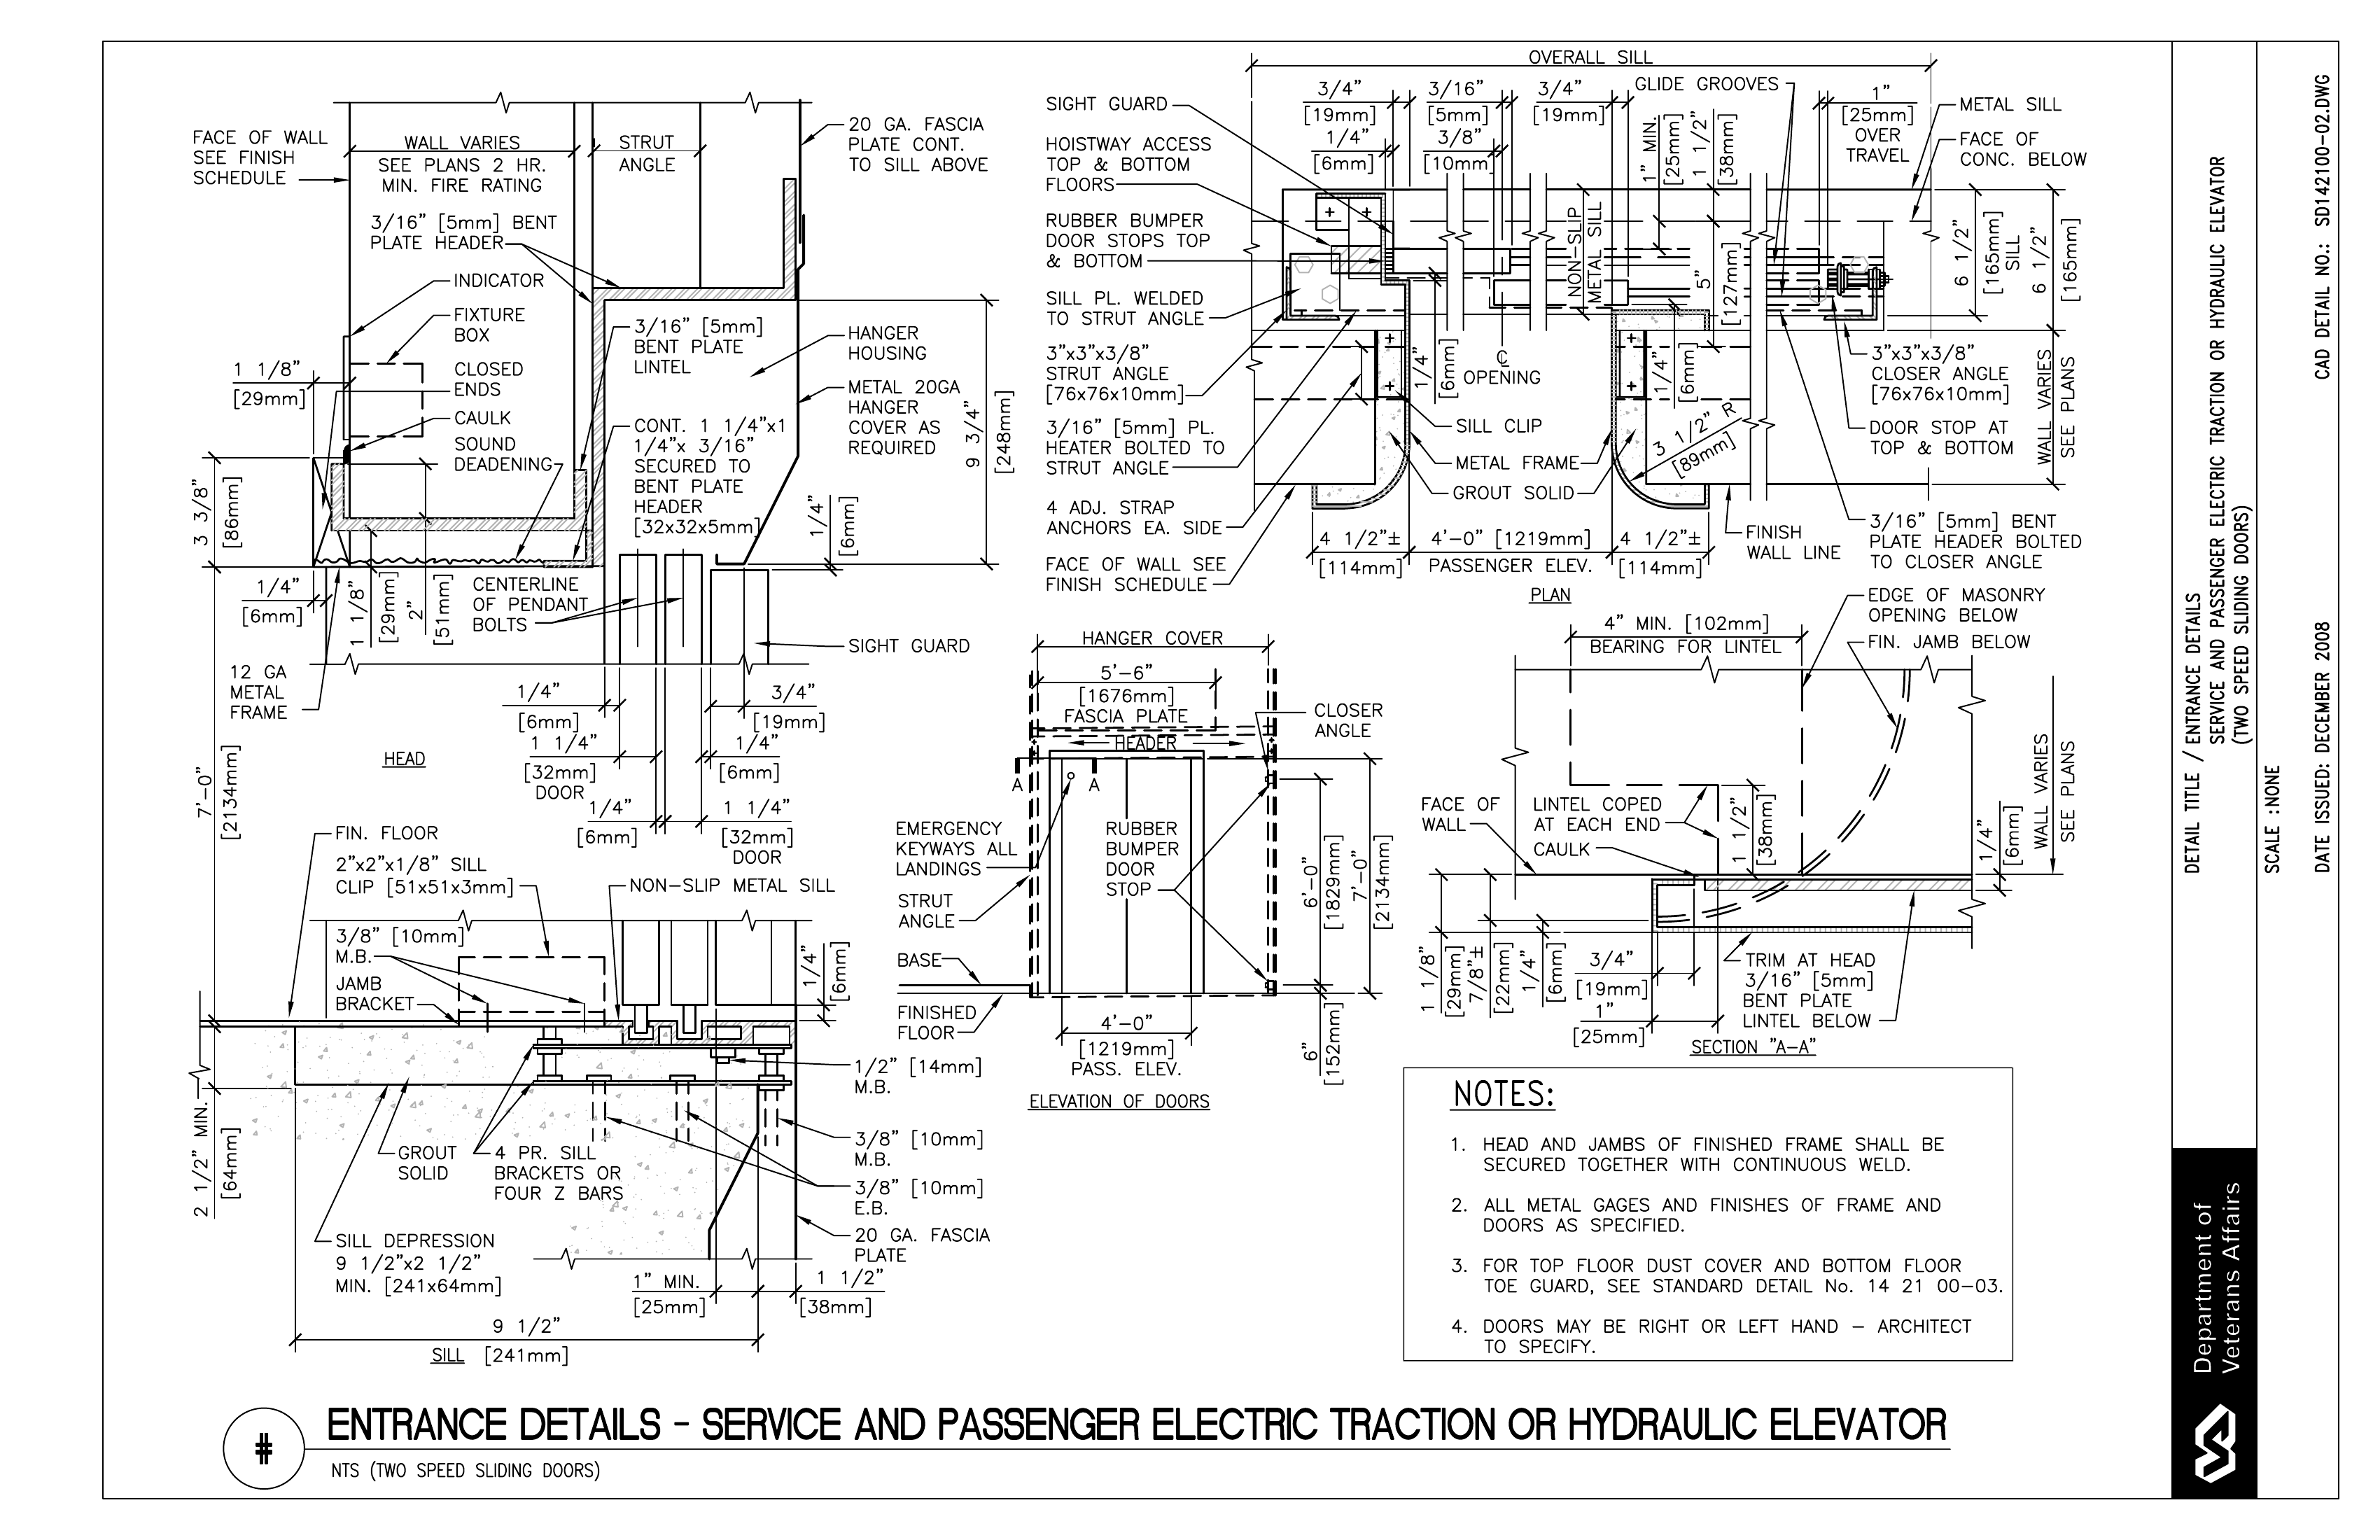 FACE OF WALL
SEE FINISH
SCHEDULE
WALL VARIES
SEE PLANS 2 HR.
MIN. FIRE RATING
STRUT
ANGLE
20 GA. FASCIA
PLATE CONT.
TO SILL ABOVE
3/16" [5mm] BENT
PLATE HEADER
INDICATOR
FIXTURE
BOX
CLOSED
ENDS
CAULK
SOUND
DEADENING
1 1/8"
[29mm]
3/16" [5mm]
BENT PLATE
LINTEL
CONT. 1 1/4"x1
1/4"x 3/16"
SECURED TO
BENT PLATE
HEADER
[32x32x5mm]
HANGER
HOUSING
METAL 20GA
HANGER
COVER AS
REQUIRED
9 3/4"
[248mm]
1/4"
[6mm]
3 3/8"
[86mm]
1/4"
[6mm]
1 1/8"
[29mm]
2"
[51mm]
CENTERLINE
OF PENDANT
BOLTS
SIGHT GUARD
12 GA
METAL
FRAME
1/4"
[6mm]
3/4"
[19mm]
1 1/4"
[32mm]
DOOR
1/4"
[6mm]
1/4"
[6mm]
1 1/4"
[32mm]
DOOR
HEAD
7'-0"
[2134mm]
FIN. FLOOR
2"x2"x1/8" SILL
CLIP [51x51x3mm]
NON-SLIP METAL SILL
3/8" [10mm]
M.B.
JAMB
BRACKET
1/4"
[6mm]
1/2" [14mm]
M.B.
3/8" [10mm]
M.B.
3/8" [10mm]
E.B.
20 GA. FASCIA
PLATE
2 1/2" MIN.
[64mm]
GROUT
SOLID
4 PR. SILL
BRACKETS OR
FOUR Z BARS
SILL DEPRESSION
9 1/2"x2 1/2"
MIN. [241x64mm]
1" MIN.
[25mm]
1 1/2"
[38mm]
9 1/2"
SILL [241mm]
OVERALL SILL
SIGHT GUARD
HOISTWAY ACCESS
TOP & BOTTOM
FLOORS
RUBBER BUMPER
DOOR STOPS TOP
& BOTTOM
SILL PL. WELDED
TO STRUT ANGLE
3"x3"x3/8"
STRUT ANGLE
[76x76x10mm]
3/16" [5mm] PL.
HEATER BOLTED TO
STRUT ANGLE
4 ADJ. STRAP
ANCHORS EA. SIDE
FACE OF WALL SEE
FINISH SCHEDULE
3/4"
[19mm]
1/4"
[6mm]
3/16"
[5mm]
3/8"
[10mm]
3/4"
[19mm]
GLIDE GROOVES
1" MIN.
[25mm]
1 1/2"
[38mm]
1"
[25mm]
OVER
TRAVEL
METAL SILL
FACE OF
CONC. BELOW
NON-SLIP
METAL SILL
5"
[127mm]
6 1/2"
[165mm]
SILL
6 1/2"
[165mm]
1/4"
[6mm]
℄
OPENING
1/4"
[6mm]
3 1/2" R
[89mm]
SILL CLIP
METAL FRAME
GROUT SOLID
3"x3"x3/8"
CLOSER ANGLE
[76x76x10mm]
DOOR STOP AT
TOP & BOTTOM
WALL VARIES
SEE PLANS
FINISH
WALL LINE
3/16" [5mm] BENT
PLATE HEADER BOLTED
TO CLOSER ANGLE
4 1/2"±
[114mm]
4'-0" [1219mm]
PASSENGER ELEV.
4 1/2"±
[114mm]
PLAN
HANGER COVER
5'-6"
[1676mm]
FASCIA PLATE
HEADER
CLOSER
ANGLE
A
A
EMERGENCY
KEYWAYS ALL
LANDINGS
STRUT
ANGLE
RUBBER
BUMPER
DOOR
STOP
BASE
FINISHED
FLOOR
6'-0"
[1829mm]
7'-0"
[2134mm]
6"
[152mm]
4'-0"
[1219mm]
PASS. ELEV.
ELEVATION OF DOORS
EDGE OF MASONRY
OPENING BELOW
FIN. JAMB BELOW
4" MIN. [102mm]
BEARING FOR LINTEL
FACE OF
WALL
LINTEL COPED
AT EACH END
CAULK
1 1/2"
[38mm]
WALL VARIES
SEE PLANS
1/4"
[6mm]
1 1/8"
[29mm]
7/8"±
[22mm]
1/4"
[6mm]
3/4"
[19mm]
1"
[25mm]
TRIM AT HEAD
3/16" [5mm]
BENT PLATE
LINTEL BELOW
SECTION "A-A"
NOTES:
1. HEAD AND JAMBS OF FINISHED FRAME SHALL BE
SECURED TOGETHER WITH CONTINUOUS WELD.
2. ALL METAL GAGES AND FINISHES OF FRAME AND
DOORS AS SPECIFIED.
3. FOR TOP FLOOR DUST COVER AND BOTTOM FLOOR
TOE GUARD, SEE STANDARD DETAIL No. 14 21 00-03.
4. DOORS MAY BE RIGHT OR LEFT HAND – ARCHITECT
TO SPECIFY.
#
ENTRANCE DETAILS - SERVICE AND PASSENGER ELECTRIC TRACTION OR HYDRAULIC ELEVATOR
NTS (TWO SPEED SLIDING DOORS)
DETAIL TITLE / ENTRANCE DETAILS
SERVICE AND PASSENGER ELECTRIC TRACTION OR HYDRAULIC ELEVATOR
(TWO SPEED SLIDING DOORS)
SCALE :NONE
DATE ISSUED: DECEMBER 2008
CAD DETAIL NO.: SD142100-02.DWG
Department of
Veterans Affairs